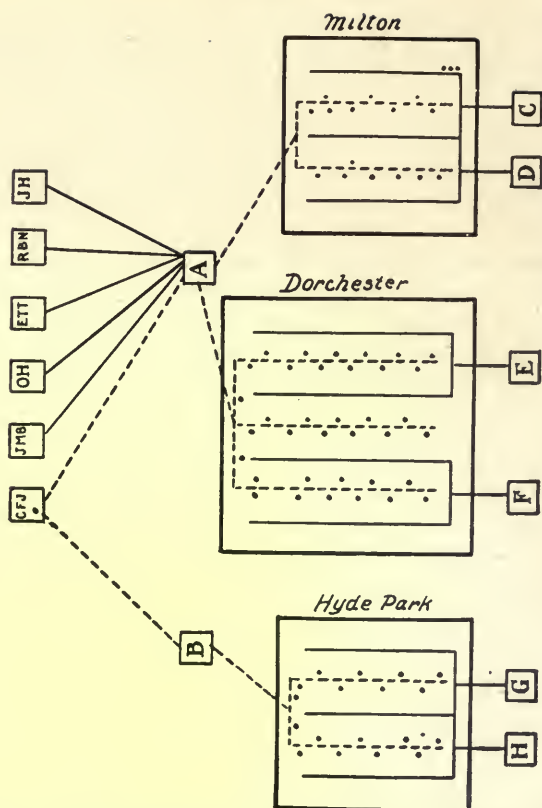 Milton
JH
RBN
ETT
OH
JMB
CFJ
A
C
D
Dorchester
E
F
B
Hyde Park
G
H